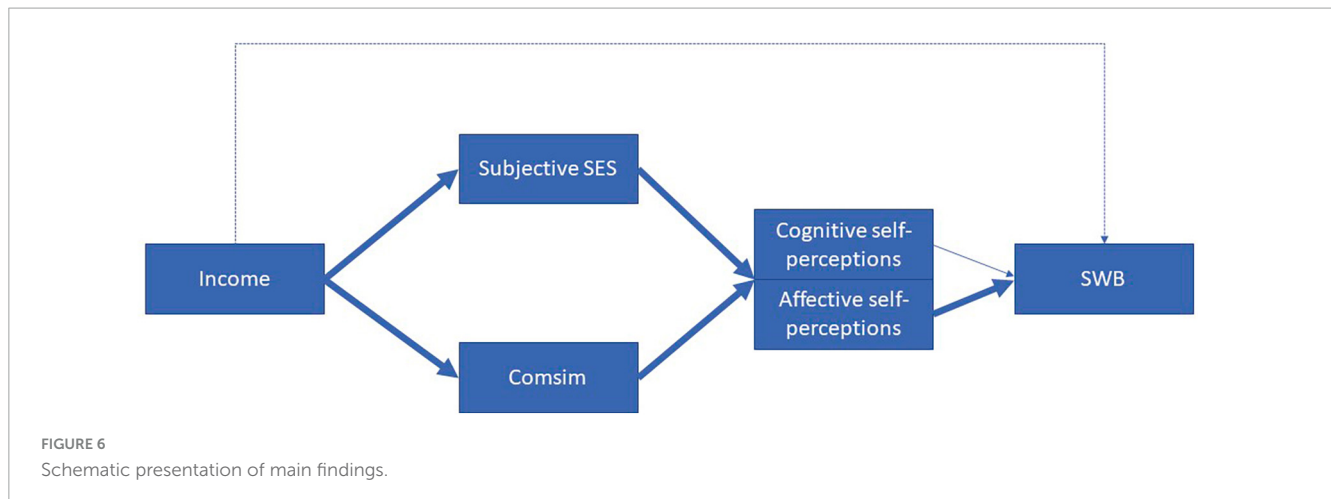 Subjective SES
Cognitive self-
perceptions
Income
SWB
Affective self-
perceptions
Comsim
FIGURE 6
Schematic presentation of main findings.